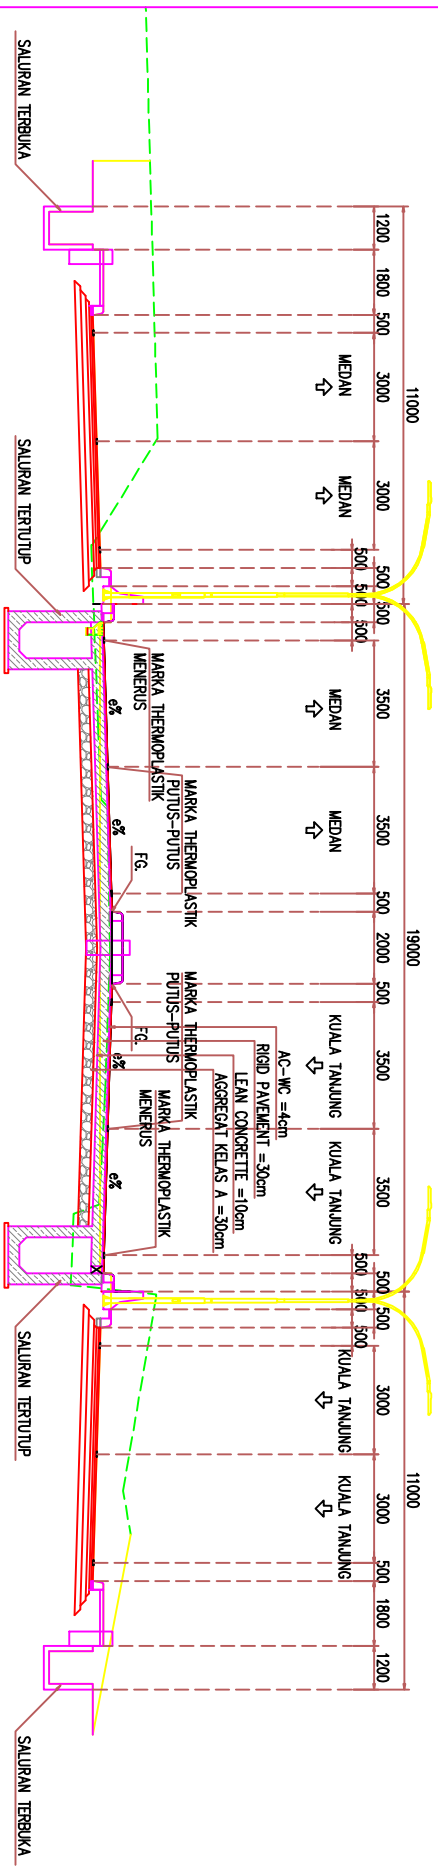 11000
19000
11000
1200
1800
500
3000
3000
500
500
500
500
500
3500
3500
500
2000
500
3500
3500
500
500
500
500
500
3000
3000
500
1800
1200
MEDAN
MEDAN
MEDAN
MEDAN
KUALA TANJUNG
KUALA TANJUNG
KUALA TANJUNG
KUALA TANJUNG
AC-WC =4cm
RIGID PAVEMENT =30cm
LEAN CONCRETTE =10cm
AGGREGAT KELAS A =30cm
MARKA THERMOPLASTIK
PUTUS-PUTUS
MARKA THERMOPLASTIK
PUTUS-PUTUS
MARKA THERMOPLASTIK
MENERUS
MARKA THERMOPLASTIK
MENERUS
FG.
FG.
e%
e%
e%
e%
SALURAN TERBUKA
SALURAN TERTUTUP
SALURAN TERTUTUP
SALURAN TERBUKA